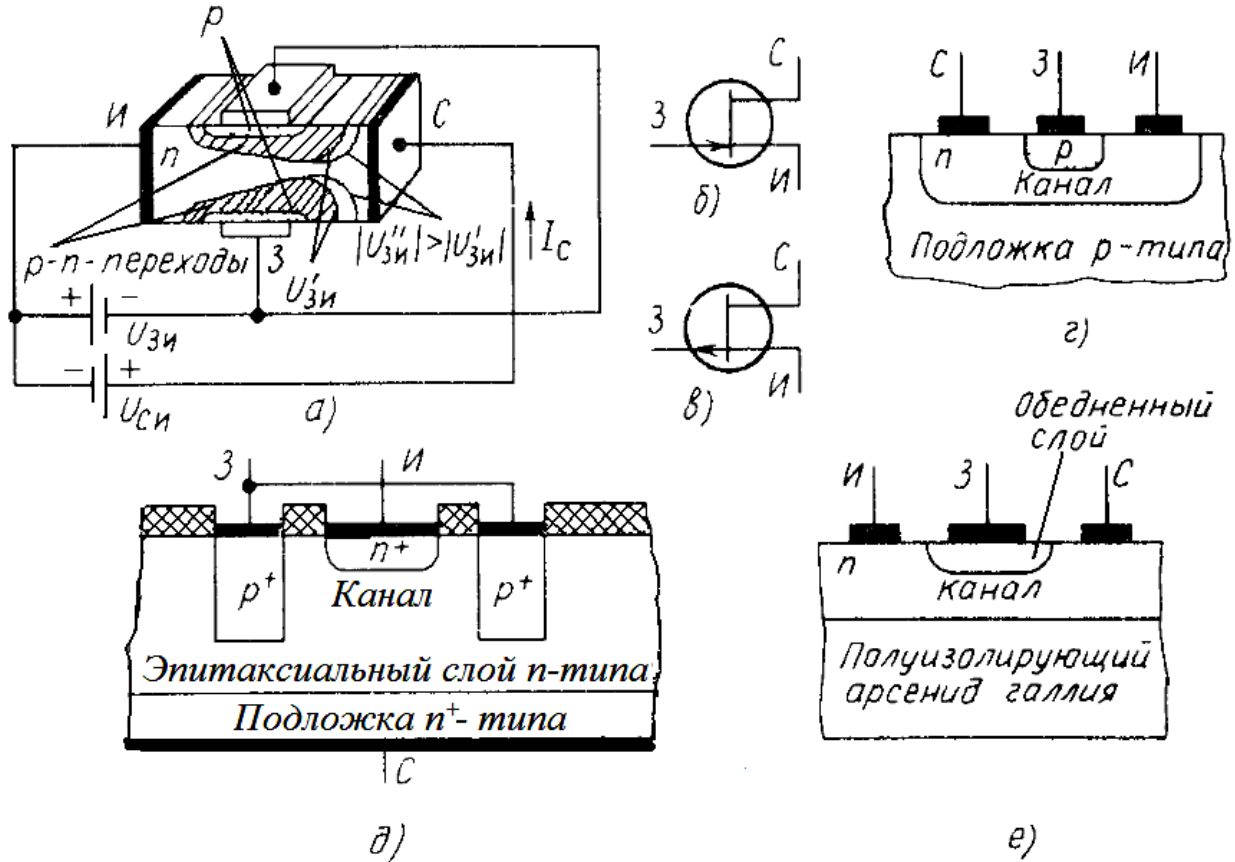 p
И
С
n
p-n-переходы
З
U′ЗИ
|U″ЗИ|>|U′ЗИ|
IС
+
−
UЗИ
−
+
UСИ
а)
С
З
И
б)
С
З
И
в)
С
З
И
n
p
Канал
Подложка p-типа
г)
З
И
n+
p+
Канал
p+
Эпитаксиальный слой n-типа
Подложка n+- типа
С
д)
Обедненный
слой
И
З
С
n
Канал
Полуизолирующий
арсенид галлия
е)